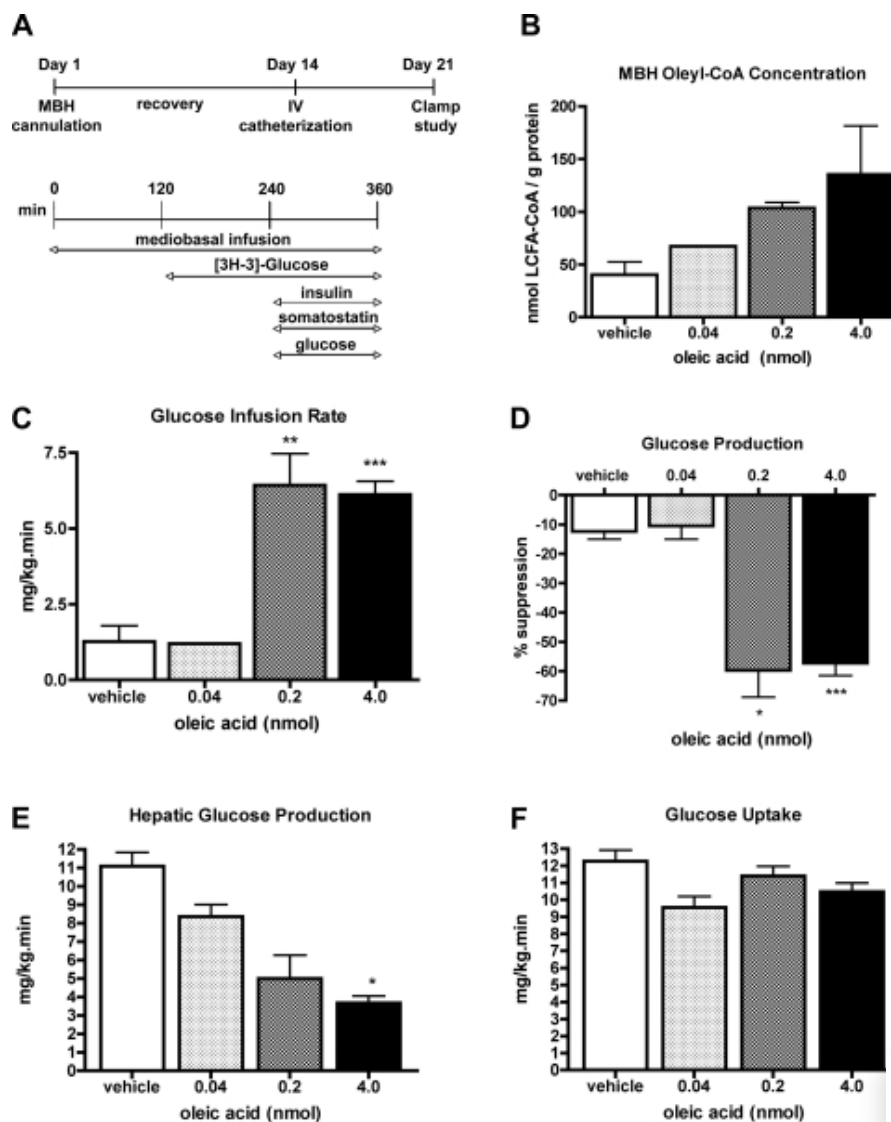 A
Day 1 Day 14 Day 21
MBH recovery IV Clamp
cannulation catheterization study
0 120 240 360
min
mediobasal infusion
[3H-3]-Glucose
insulin
somatostatin
glucose
B
MBH Oleyl-CoA Concentration
nmol LCFA-CoA / g protein
200
150
100
50
0
vehicle 0.04 0.2 4.0
oleic acid (nmol)
C
Glucose Infusion Rate
mg/kg.min
7.5
5.0
2.5
0.0
** ***
vehicle 0.04 0.2 4.0
oleic acid (nmol)
D
Glucose Production
vehicle 0.04 0.2 4.0
% suppression
0
-10
-20
-30
-40
-50
-60
-70
* ***
oleic acid (nmol)
E
Hepatic Glucose Production
mg/kg.min
12
11
10
9
8
7
6
5
4
3
2
1
0
*
vehicle 0.04 0.2 4.0
oleic acid (nmol)
F
Glucose Uptake
mg/kg.min
13
12
11
10
9
8
7
6
5
4
3
2
1
0
vehicle 0.04 0.2 4.0
oleic acid (nmol)